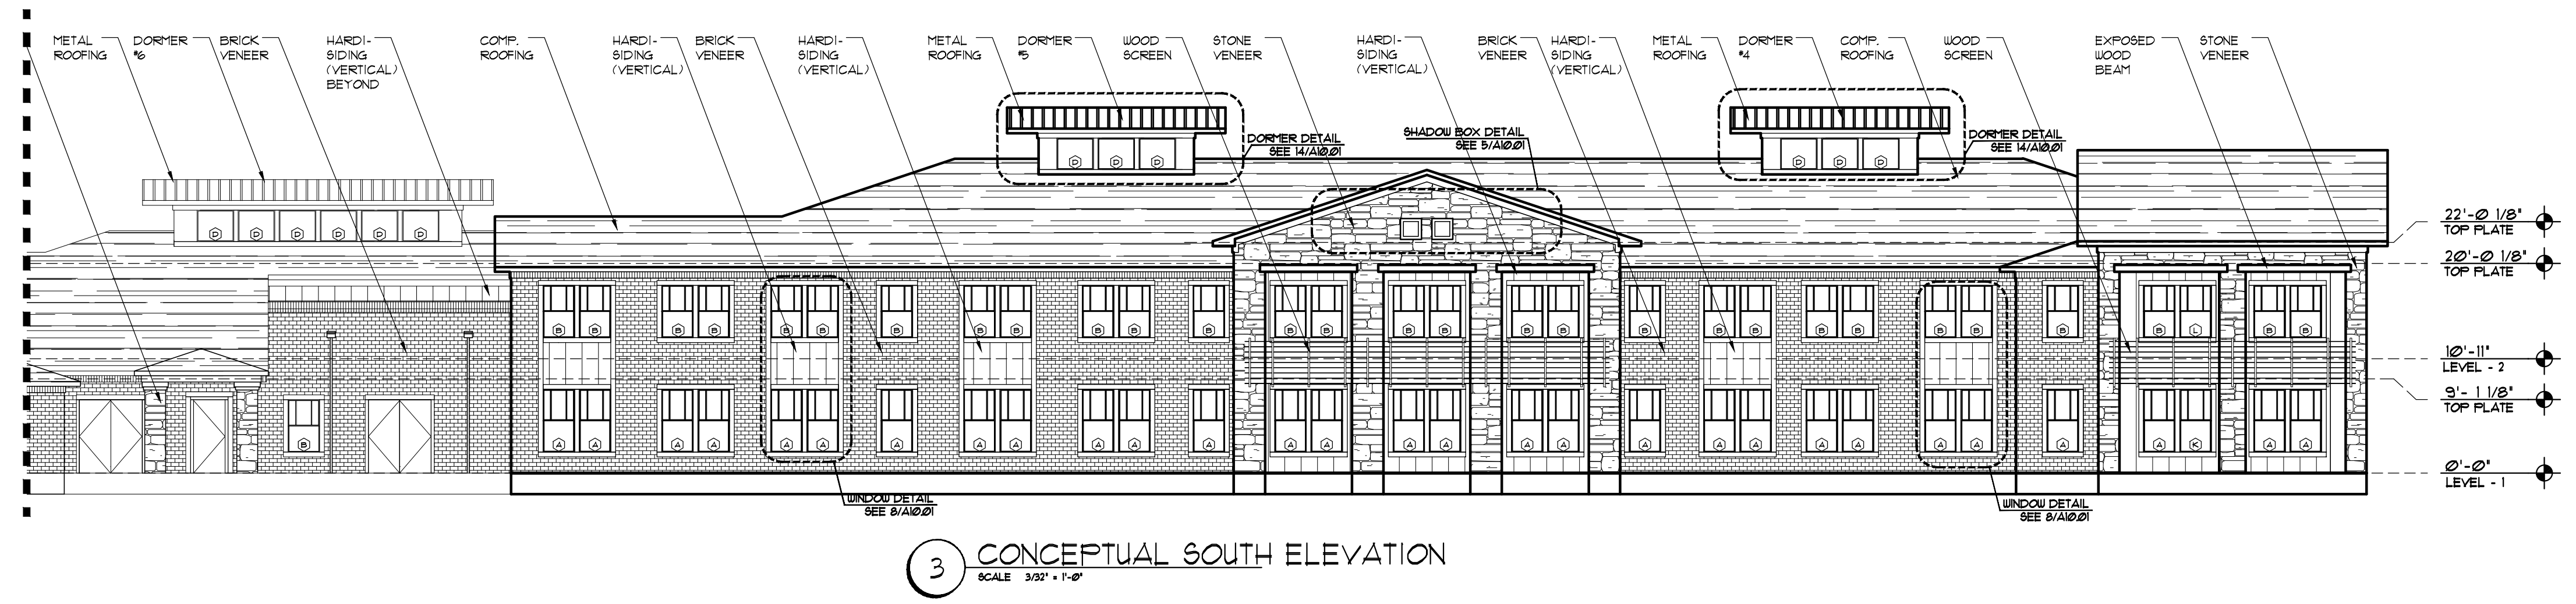 METAL
ROOFING
DORMER
#6
BRICK
VENEER
HARDI-
SIDING
(VERTICAL)
BEYOND
COMP.
ROOFING
HARDI-
SIDING
(VERTICAL)
BRICK
VENEER
HARDI-
SIDING
(VERTICAL)
METAL
ROOFING
DORMER
#5
WOOD
SCREEN
STONE
VENEER
HARDI-
SIDING
(VERTICAL)
BRICK
VENEER
HARDI-
SIDING
(VERTICAL)
METAL
ROOFING
DORMER
#4
COMP.
ROOFING
WOOD
SCREEN
EXPOSED
WOOD
BEAM
STONE
VENEER
DORMER DETAIL
SEE 14/A10.01
SHADOW BOX DETAIL
SEE 5/A10.01
DORMER DETAIL
SEE 14/A10.01
D D D
D D D
D D D D D D
22'-0 1/8"
TOP PLATE
20'-0 1/8"
TOP PLATE
10'-11"
LEVEL - 2
9'- 1 1/8"
TOP PLATE
0'-0"
LEVEL - 1
B B B B B B B B B B B B B B B B B B B B B B B B B B B L B B
B A A A A A A A A A A A A A A A A A A A A A A A A A A A K A A
WINDOW DETAIL
SEE 8/A10.01
WINDOW DETAIL
SEE 8/A10.01
3 CONCEPTUAL SOUTH ELEVATION
SCALE 3/32" = 1'-0"